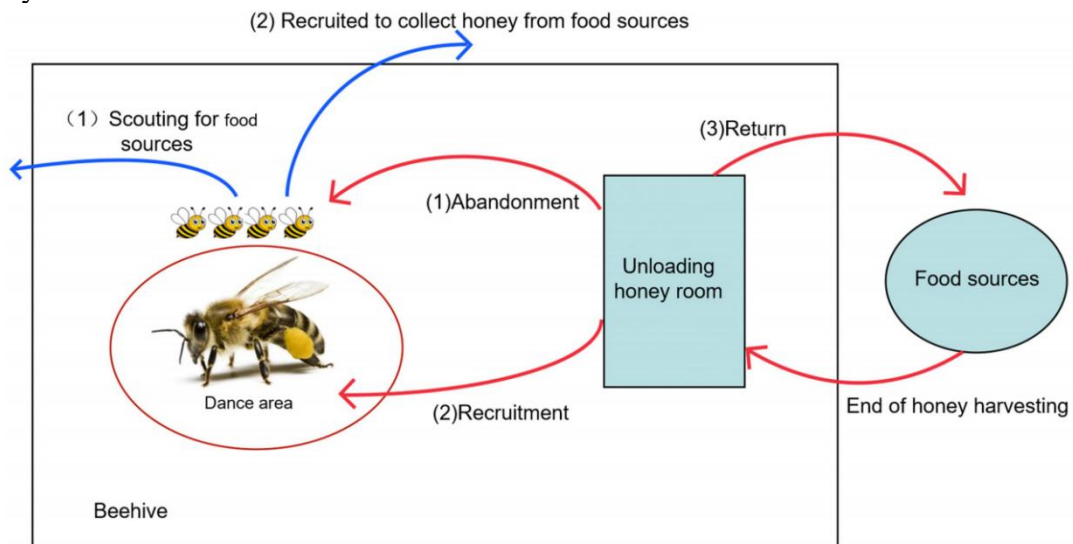 (2) Recruited to collect honey from food sources
（1）Scouting for food
sources
(3)Return
(1)Abandonment
Unloading
honey room
Food sources
Dance area
(2)Recruitment
End of honey harvesting
Beehive